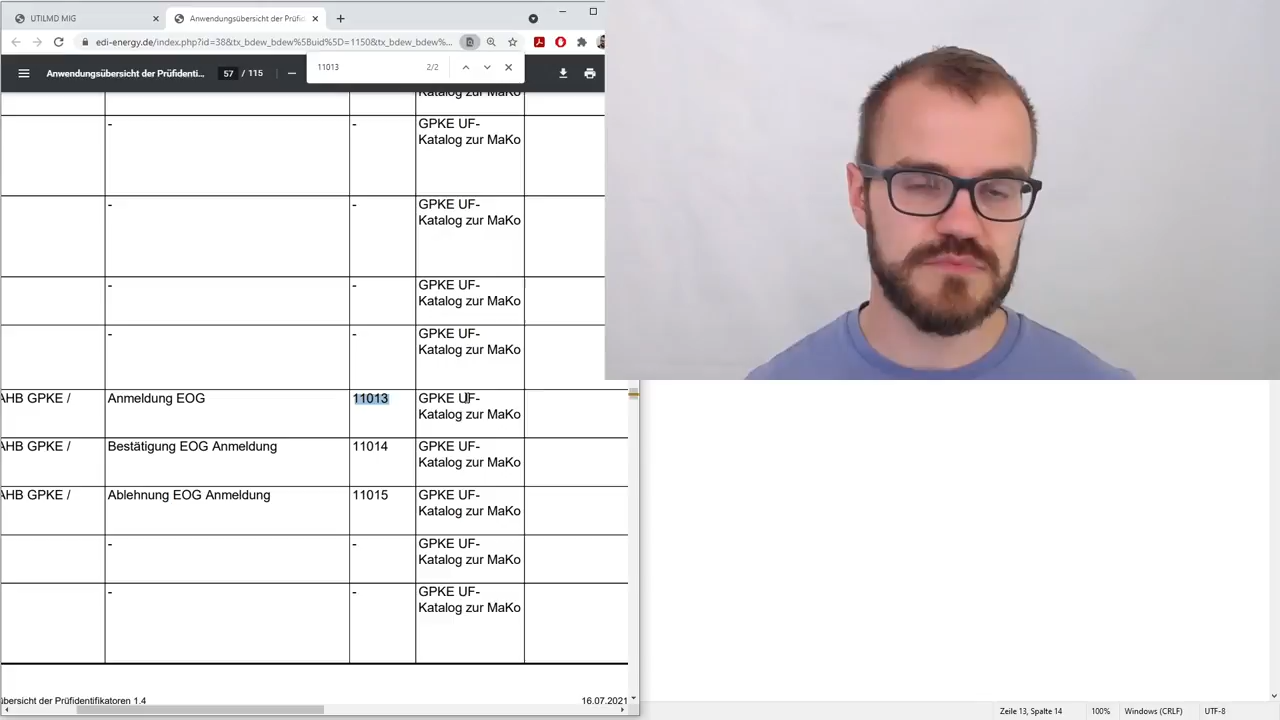 UTILMD MIG
Anwendungsübersicht der Prüfid
edi-energy.de/index.php?id=38&tx_bdew_bdew%5Buid%5D=1150&tx_bdew_bdew%...
Anwendungsübersicht der Prüfidenti...
57 / 115
11013
2/2
Katalog zur MaKo
-
-
GPKE UF-
Katalog zur MaKo
-
-
GPKE UF-
Katalog zur MaKo
-
-
GPKE UF-
Katalog zur MaKo
-
-
GPKE UF-
Katalog zur MaKo
AHB GPKE /
Anmeldung EOG
11013
GPKE UF-
Katalog zur MaKo
AHB GPKE /
Bestätigung EOG Anmeldung
11014
GPKE UF-
Katalog zur MaKo
AHB GPKE /
Ablehnung EOG Anmeldung
11015
GPKE UF-
Katalog zur MaKo
-
-
GPKE UF-
Katalog zur MaKo
-
-
GPKE UF-
Katalog zur MaKo
übersicht der Prüfidentifikatoren 1.4
16.07.2021
Zeile 13, Spalte 14
100%
Windows (CRLF)
UTF-8